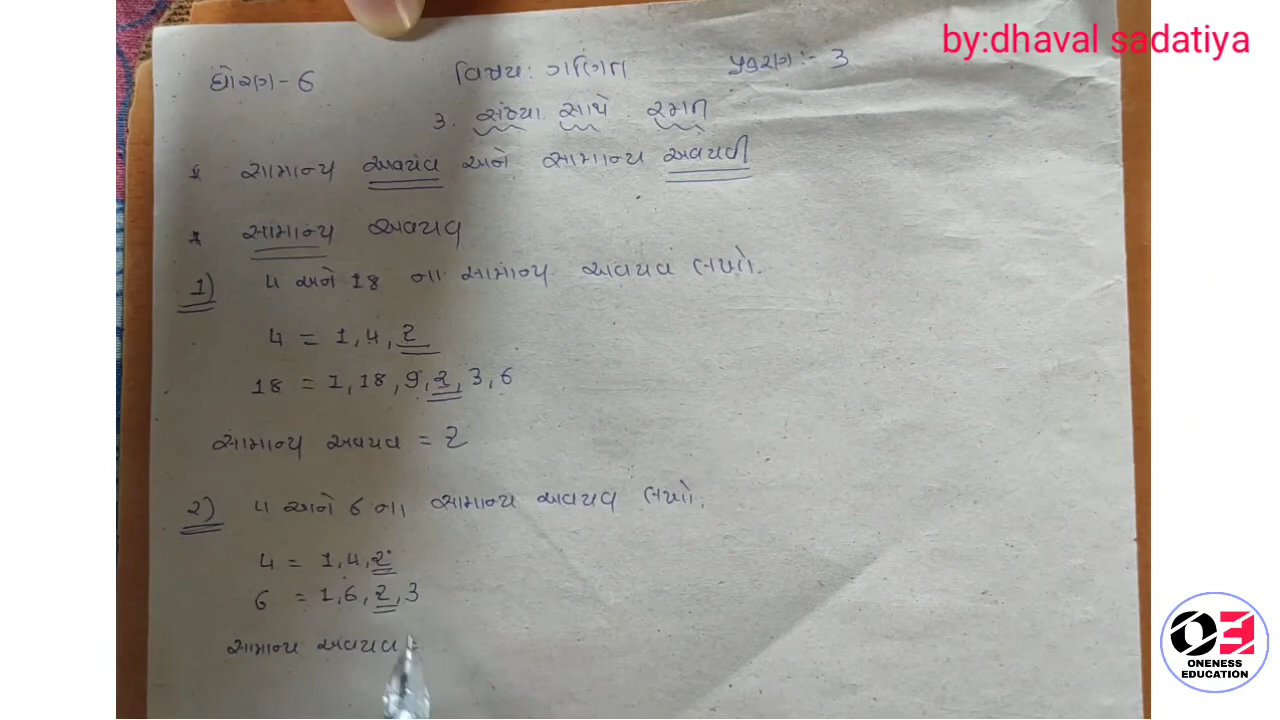 by:dhaval sadatiya
ધોરણ - 6 વિષય: ગણિત પ્રકરણ:- 3
3. સંખ્યા સાથે રમત
* સામાન્ય અવયવ અને સામાન્ય અવયવી
* સામાન્ય અવયવ
1) 4 અને 18 ના સામાન્ય અવયવ લખો.
4 = 1, 4, 2
18 = 1, 18, 9, 2, 3, 6
સામાન્ય અવયવ = 2
૨) 4 અને 6 ના સામાન્ય અવયવ લખો.
4 = 1, 4, 2
6 = 1, 6, 2, 3
સામાન્ય અવયવ =
ONENESS
EDUCATION